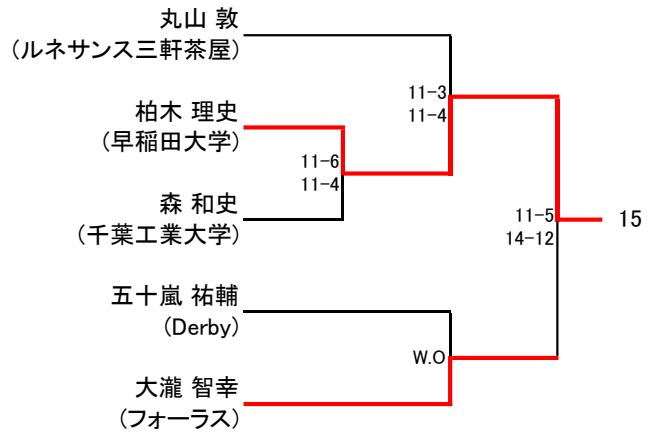 丸山 敦
(ルネサンス三軒茶屋)
11-3
11-4
柏木 理史
(早稲田大学)
11-6
11-4
森 和史
(千葉工業大学)
11-5
14-12
15
五十嵐 祐輔
(Derby)
W.O
大瀧 智幸
(フォーラス)